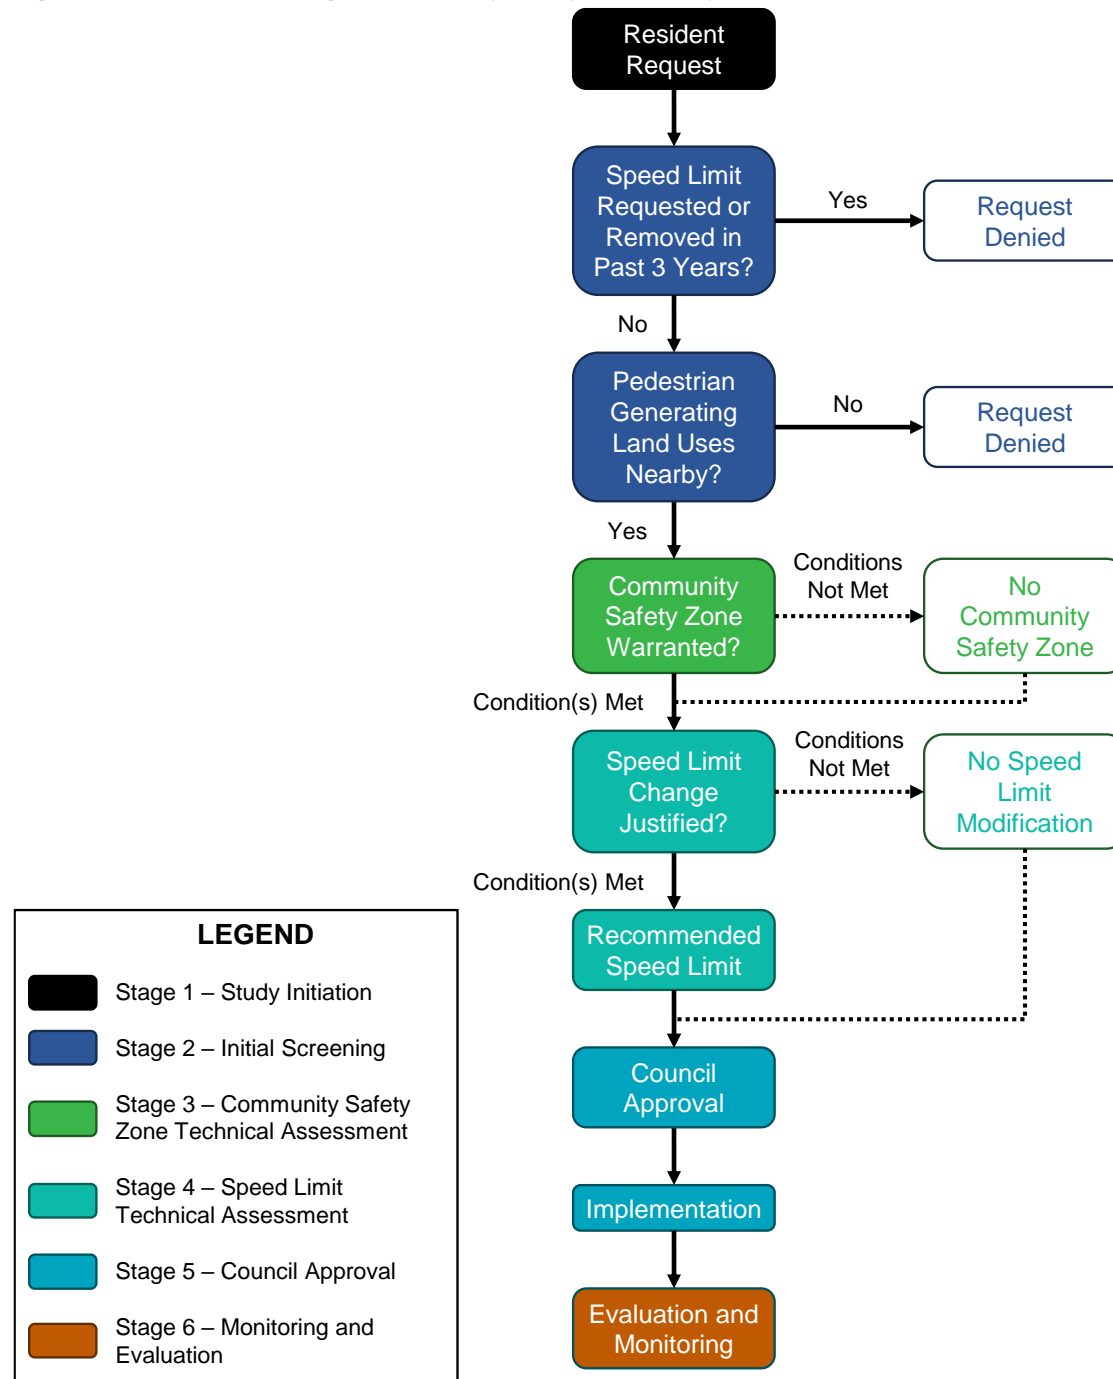 Resident
Request
Speed Limit
Requested or
Removed in
Past 3 Years?
Yes
Request
Denied
No
Pedestrian
Generating
Land Uses
Nearby?
No
Request
Denied
Yes
Community
Safety Zone
Warranted?
Conditions
Not Met
No
Community
Safety Zone
Condition(s) Met
Speed Limit
Change
Justified?
Conditions
Not Met
No Speed
Limit
Modification
Condition(s) Met
Recommended
Speed Limit
Council
Approval
Implementation
Evaluation and
Monitoring
LEGEND
Stage 1 – Study Initiation
Stage 2 – Initial Screening
Stage 3 – Community Safety
Zone Technical Assessment
Stage 4 – Speed Limit
Technical Assessment
Stage 5 – Council Approval
Stage 6 – Monitoring and
Evaluation